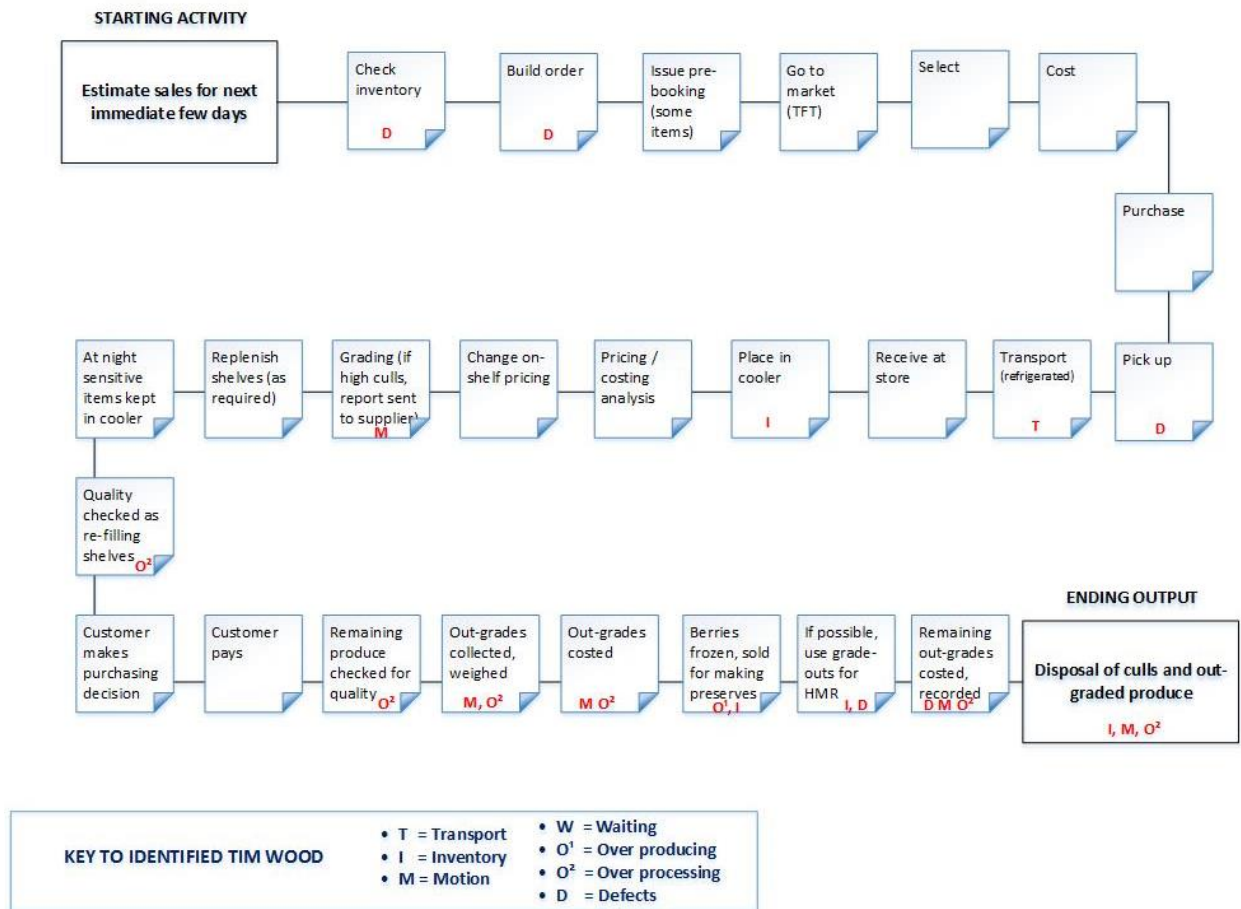 STARTING ACTIVITY
Estimate sales for next
immediate few days
Check
inventory
D
Build order
D
Issue pre-
booking
(some
items)
Go to
market
(TFT)
Select
Cost
Purchase
Pick up
D
Transport
(refrigerated)
T
Receive at
store
Place in
cooler
I
Pricing /
costing
analysis
Change on-
shelf pricing
Grading (if
high culls,
report sent
to supplier)
M
Replenish
shelves (as
required)
At night
sensitive
items kept
in cooler
Quality
checked as
re-filling
shelves
O²
Customer
makes
purchasing
decision
Customer
pays
Remaining
produce
checked for
quality
O²
Out-grades
collected,
weighed
M, O²
Out-grades
costed
M O²
Berries
frozen, sold
for making
preserves
O¹, I
If possible,
use grade-
outs for
HMR
I, D
Remaining
out-grades
costed,
recorded
D M O²
ENDING OUTPUT
Disposal of culls and out-
graded produce
I, M, O²
KEY TO IDENTIFIED TIM WOOD
• T = Transport
• I = Inventory
• M = Motion
• W = Waiting
• O¹ = Over producing
• O² = Over processing
• D = Defects